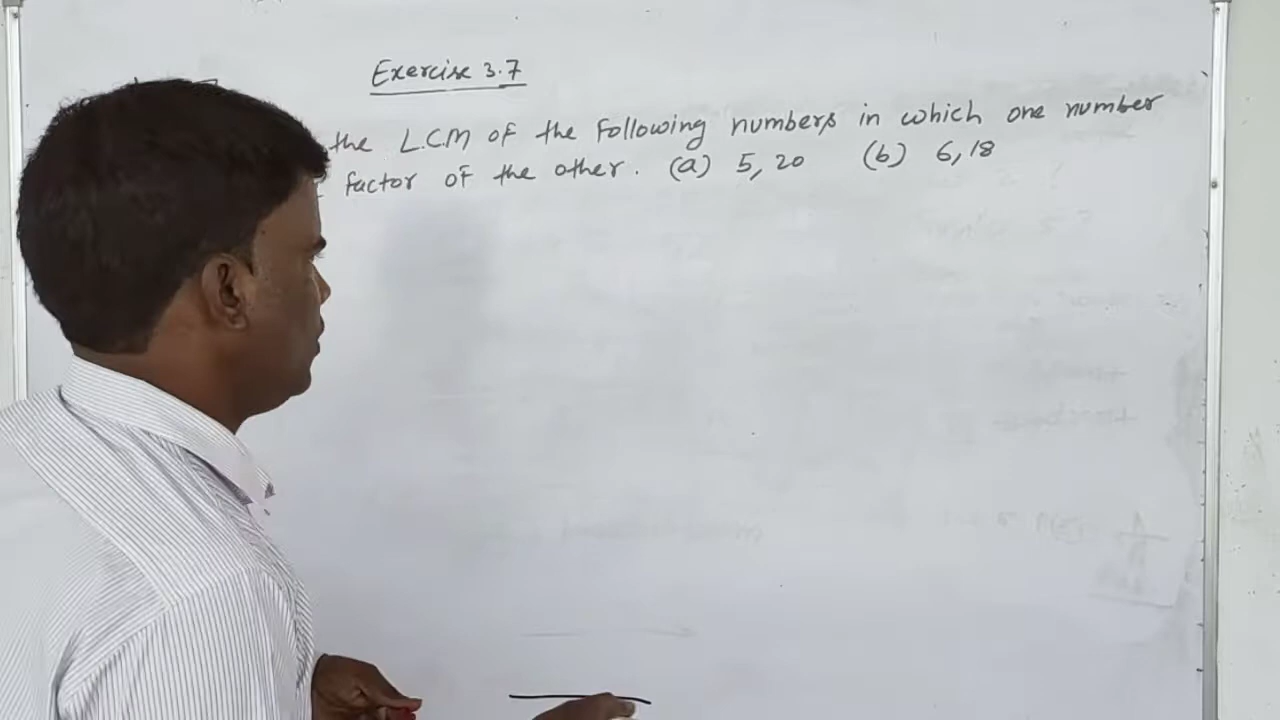 Exercise 3.7
the L.C.M of the following numbers in which one number
factor of the other. (a) 5, 20 (b) 6, 18